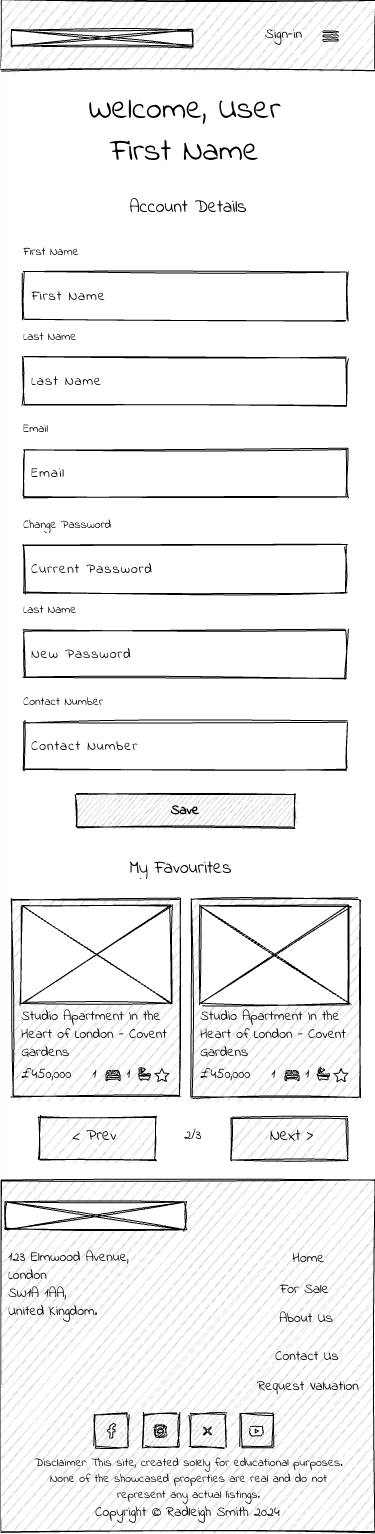 Sign-in
Welcome, User
First Name
Account Details
First Name
First Name
Last Name
Last Name
Email
Email
Change Password
Current Password
Last Name
New Password
Contact Number
Contact Number
Save
My Favourites
Studio Apartment in the
Heart of London - Covent
Gardens
£450,000 1 1
Studio Apartment in the
Heart of London - Covent
Gardens
£450,000 1 1
< Prev
2/3
Next >
123 Elmwood Avenue,
London
SW1A 1AA,
United Kingdom.
Home
For Sale
About Us
Contact Us
Request Valuation
Disclaimer: This site, created solely for educational purposes.
None of the showcased properties are real and do not
represent any actual listings.
Copyright © Radleigh Smith 2024